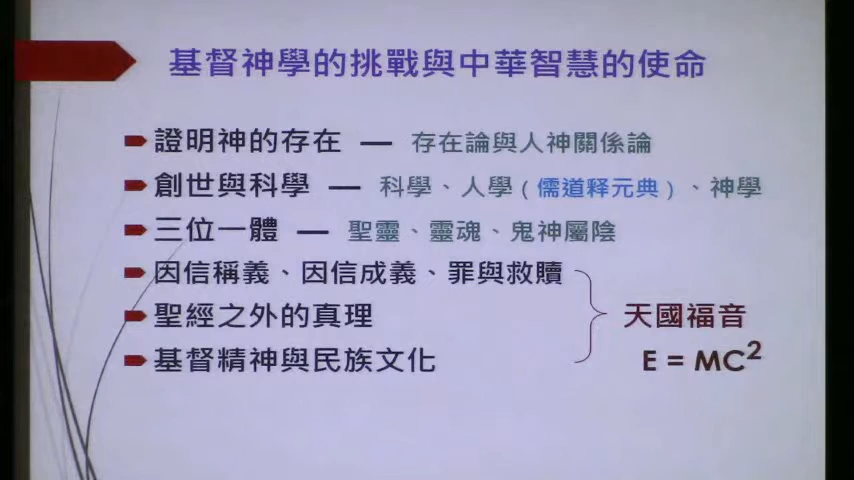 基督神學的挑戰與中華智慧的使命
證明神的存在 — 存在論與人神關係論
創世與科學 — 科學、人學(儒道释元典)、神學
三位一體 — 聖靈、靈魂、鬼神屬陰
因信稱義、因信成義、罪與救贖
聖經之外的真理
基督精神與民族文化
天國福音
E = MC²